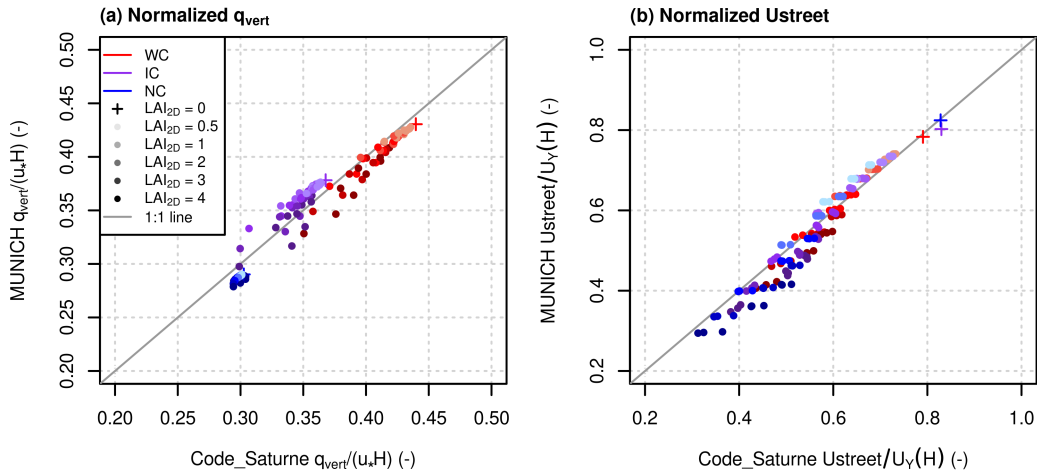 (a) Normalized qvert
MUNICH qvert/(u*H) (-)
0.50
0.45
0.40
0.35
0.30
0.25
0.20
WC
IC
NC
LAI2D = 0
LAI2D = 0.5
LAI2D = 1
LAI2D = 2
LAI2D = 3
LAI2D = 4
1:1 line
0.20 0.25 0.30 0.35 0.40 0.45 0.50
Code_Saturne qvert/(u*H) (-)
(b) Normalized Ustreet
MUNICH Ustreet/UY(H) (-)
1.0
0.8
0.6
0.4
0.2
0.2 0.4 0.6 0.8 1.0
Code_Saturne Ustreet/UY(H) (-)